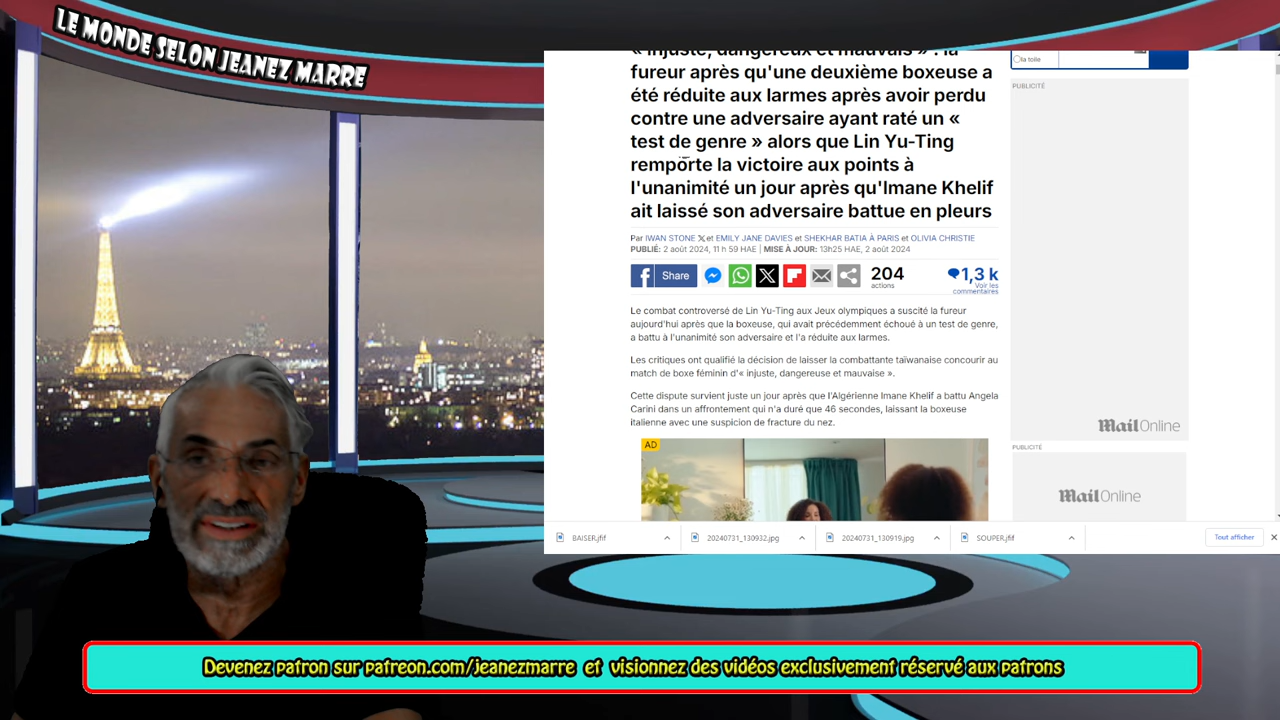 LE MONDE SELON JEANEZ MARRE
« injuste, dangereux et mauvais » : la
fureur après qu'une deuxième boxeuse a
été réduite aux larmes après avoir perdu
contre une adversaire ayant raté un «
test de genre » alors que Lin Yu-Ting
remporte la victoire aux points à
l'unanimité un jour après qu'Imane Khelif
ait laissé son adversaire battue en pleurs
Par IWAN STONE et EMILY JANE DAVIES et SHEKHAR BATIA À PARIS et OLIVIA CHRISTIE
PUBLIÉ: 2 août 2024, 11 h 59 HAE | MISE À JOUR: 13h25 HAE, 2 août 2024
Share
204
actions
1,3 k
Voir les
commentaires
Le combat controversé de Lin Yu-Ting aux Jeux olympiques a suscité la fureur
aujourd'hui après que la boxeuse, qui avait précédemment échoué à un test de genre,
a battu à l'unanimité son adversaire et l'a réduite aux larmes.
Les critiques ont qualifié la décision de laisser la combattante taïwanaise concourir au
match de boxe féminin d'« injuste, dangereuse et mauvaise ».
Cette dispute survient juste un jour après que l'Algérienne Imane Khelif a battu Angela
Carini dans un affrontement qui n'a duré que 46 secondes, laissant la boxeuse
italienne avec une suspicion de fracture du nez.
AD
la toile
PUBLICITÉ
MailOnline
PUBLICITÉ
MailOnline
BAISER.jfif
20240731_130932.jpg
20240731_130919.jpg
SOUPER.jfif
Tout afficher
Devenez patron sur patreon.com/jeanezmarre et visionnez des vidéos exclusivement réservé aux patrons